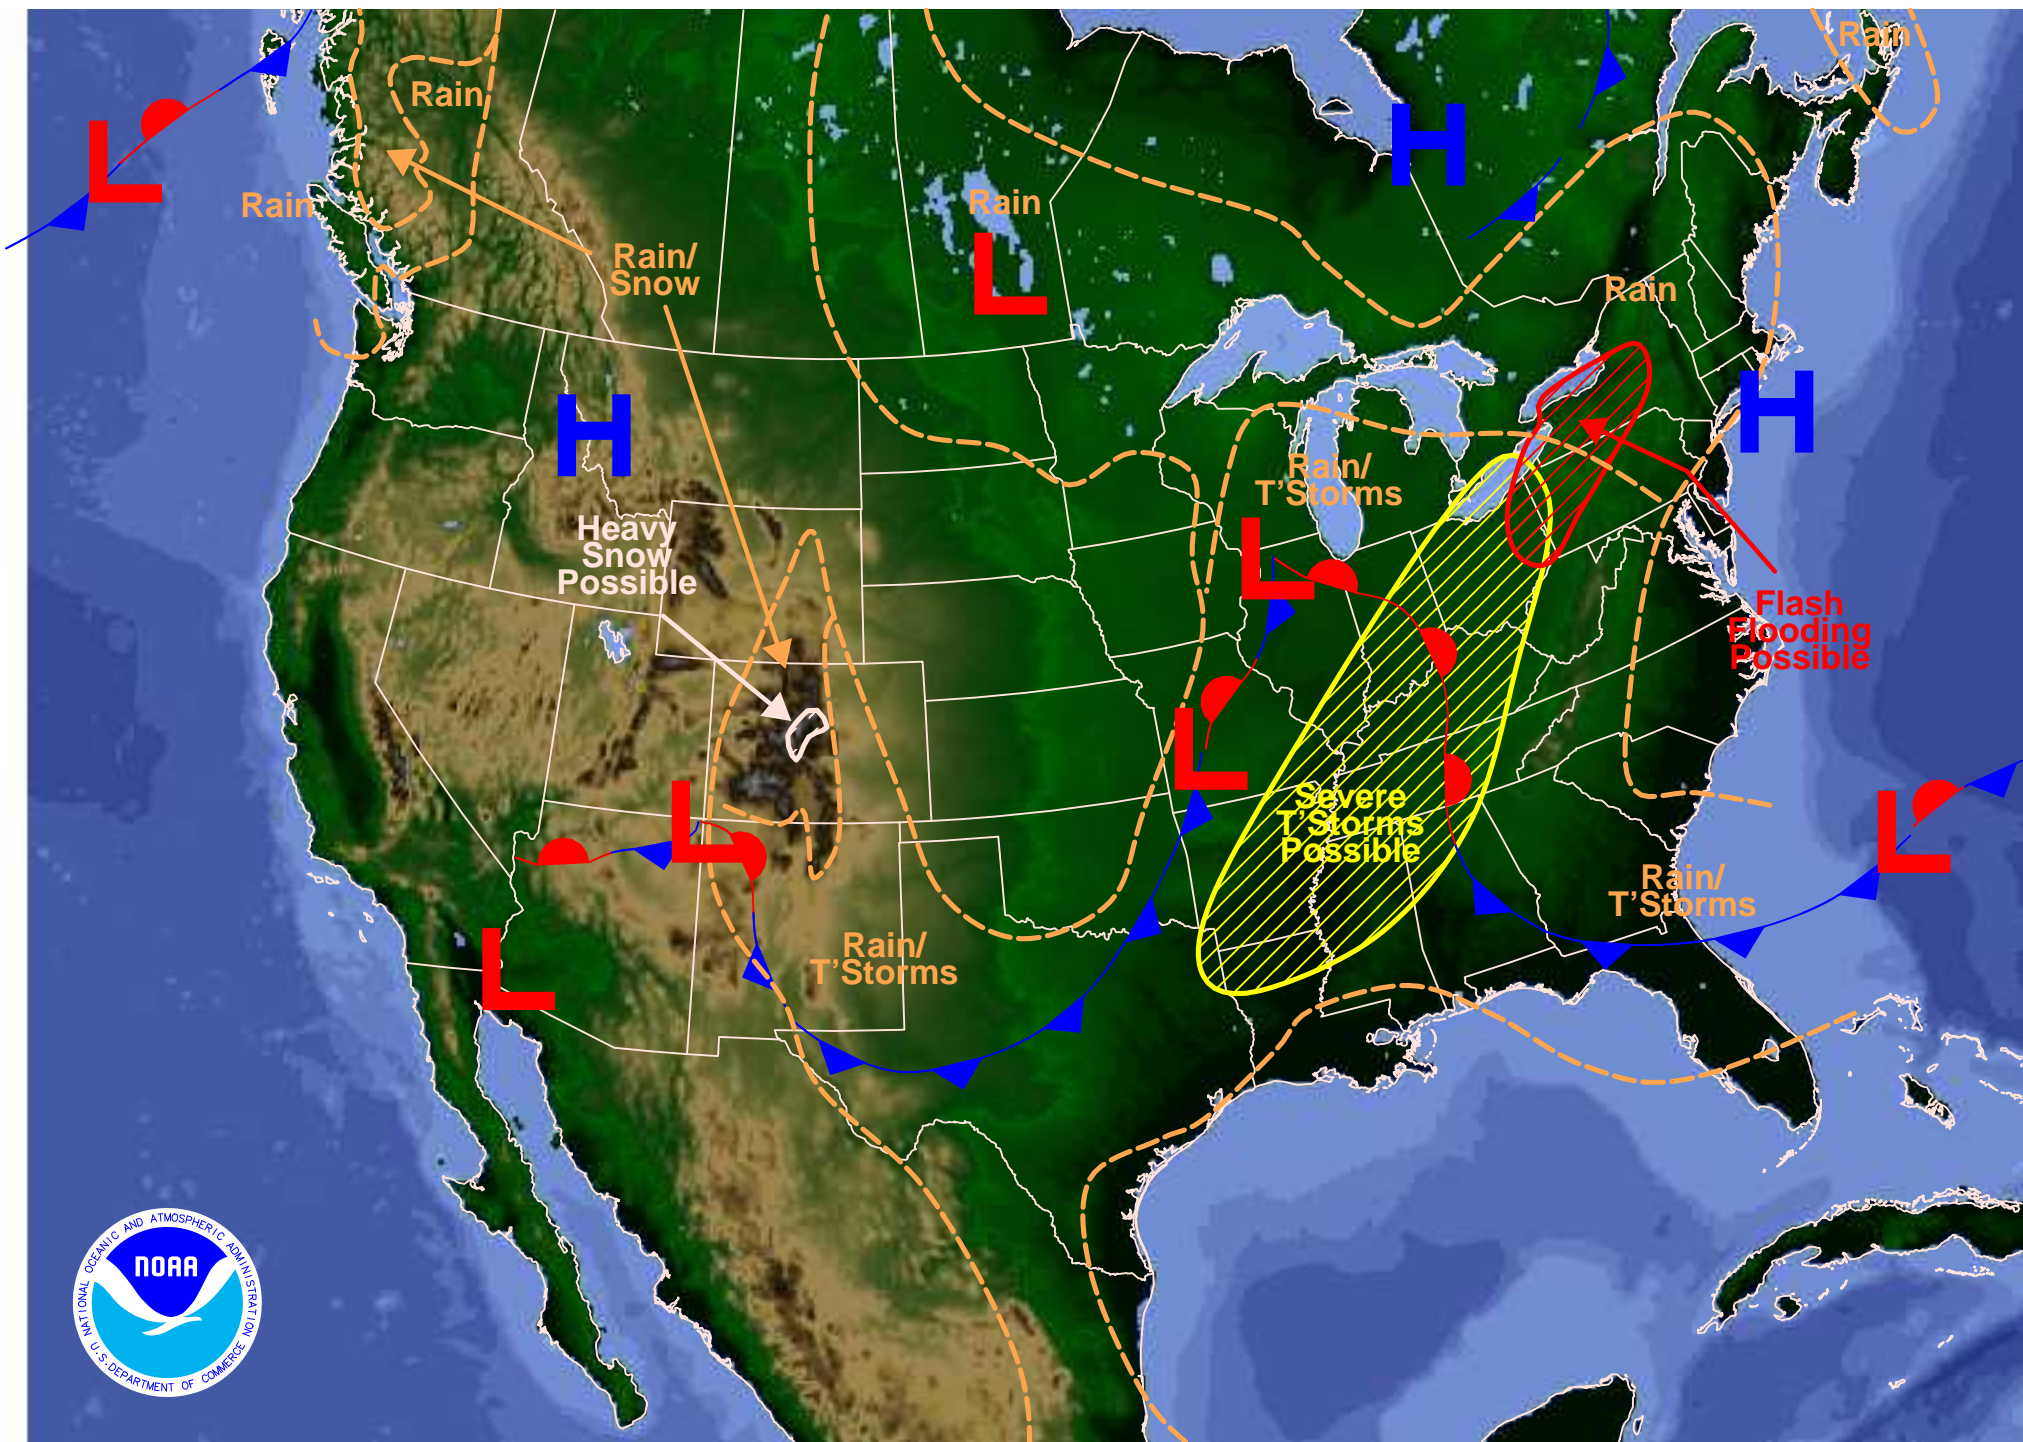 Rain
Rain
H
L
Rain
Rain
L
Rain/
Snow
Rain
H
H
Rain/
T'Storms
Heavy
Snow
Possible
L
Flash
Flooding
Possible
L
L
Severe
T'Storms
Possible
L
Rain/
T'Storms
L
Rain/
T'Storms
NATIONAL OCEANIC AND ATMOSPHERIC ADMINISTRATION
NOAA
U.S. DEPARTMENT OF COMMERCE